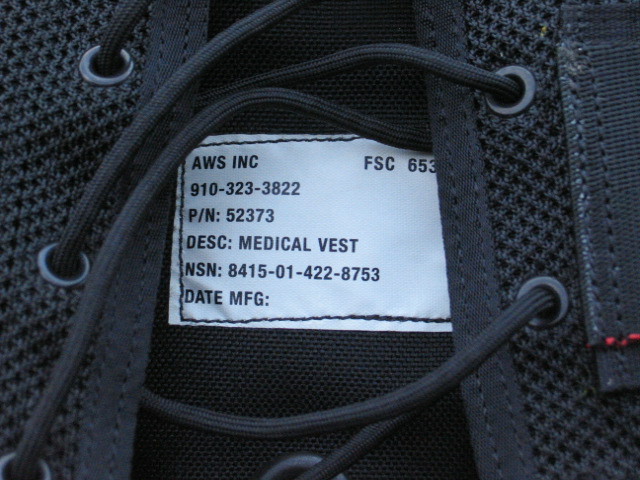 AWS INC FSC 653
910-323-3822
P/N: 52373
DESC: MEDICAL VEST
NSN: 8415-01-422-8753
DATE MFG: